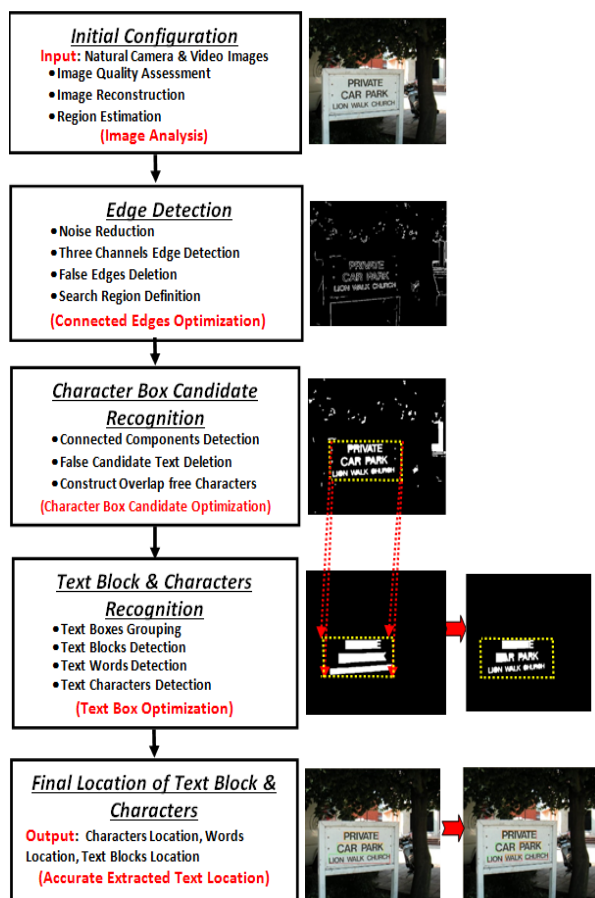 Initial Configuration
Input: Natural Camera & Video Images
•Image Quality Assessment
•Image Reconstruction
•Region Estimation
(Image Analysis)
PRIVATE
CAR PARK
LION WALK CHURCH
Edge Detection
•Noise Reduction
•Three Channels Edge Detection
•False Edges Deletion
•Search Region Definition
(Connected Edges Optimization)
PRIVATE
CAR PARK
LION WALK CHURCH
Character Box Candidate
Recognition
•Connected Components Detection
•False Candidate Text Deletion
•Construct Overlap free Characters
(Character Box Candidate Optimization)
PRIVATE
CAR PARK
LION WALK CHURCH
Text Block & Characters
Recognition
•Text Boxes Grouping
•Text Blocks Detection
•Text Words Detection
•Text Characters Detection
(Text Box Optimization)
AR PARK
LION WALK CHURCH
Final Location of Text Block &
Characters
Output: Characters Location, Words
Location, Text Blocks Location
(Accurate Extracted Text Location)
PRIVATE
CAR PARK
LION WALK CHURCH
PRIVATE
CAR PARK
LION WALK CHURCH